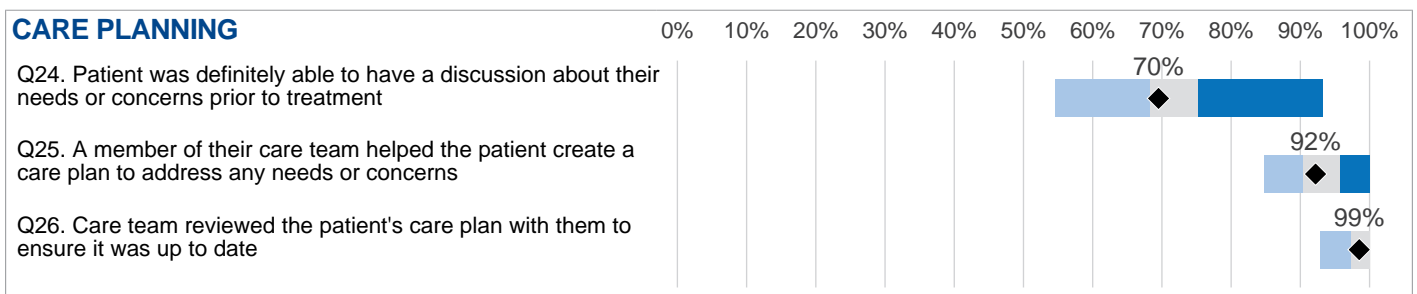 CARE PLANNING
0% 10% 20% 30% 40% 50% 60% 70% 80% 90% 100%
Q24. Patient was definitely able to have a discussion about their
needs or concerns prior to treatment
70%
Q25. A member of their care team helped the patient create a
care plan to address any needs or concerns
92%
Q26. Care team reviewed the patient's care plan with them to
ensure it was up to date
99%